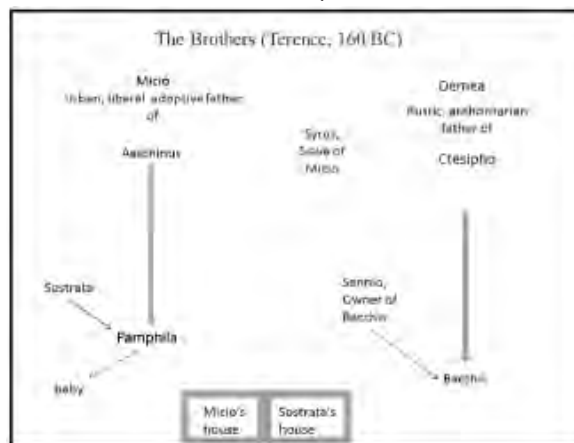 The Brothers (Terence, 160 BC)
Micio
Urban, liberal adoptive father
of
Aeschinus
Syrus,
Slave of
Micio
Demea
Rustic, authoritarian
father of
Ctesipho
Sostrata
Pamphila
baby
Sannio,
Owner of
Bacchis
Bacchis
Micio's
house
Sostrata's
house